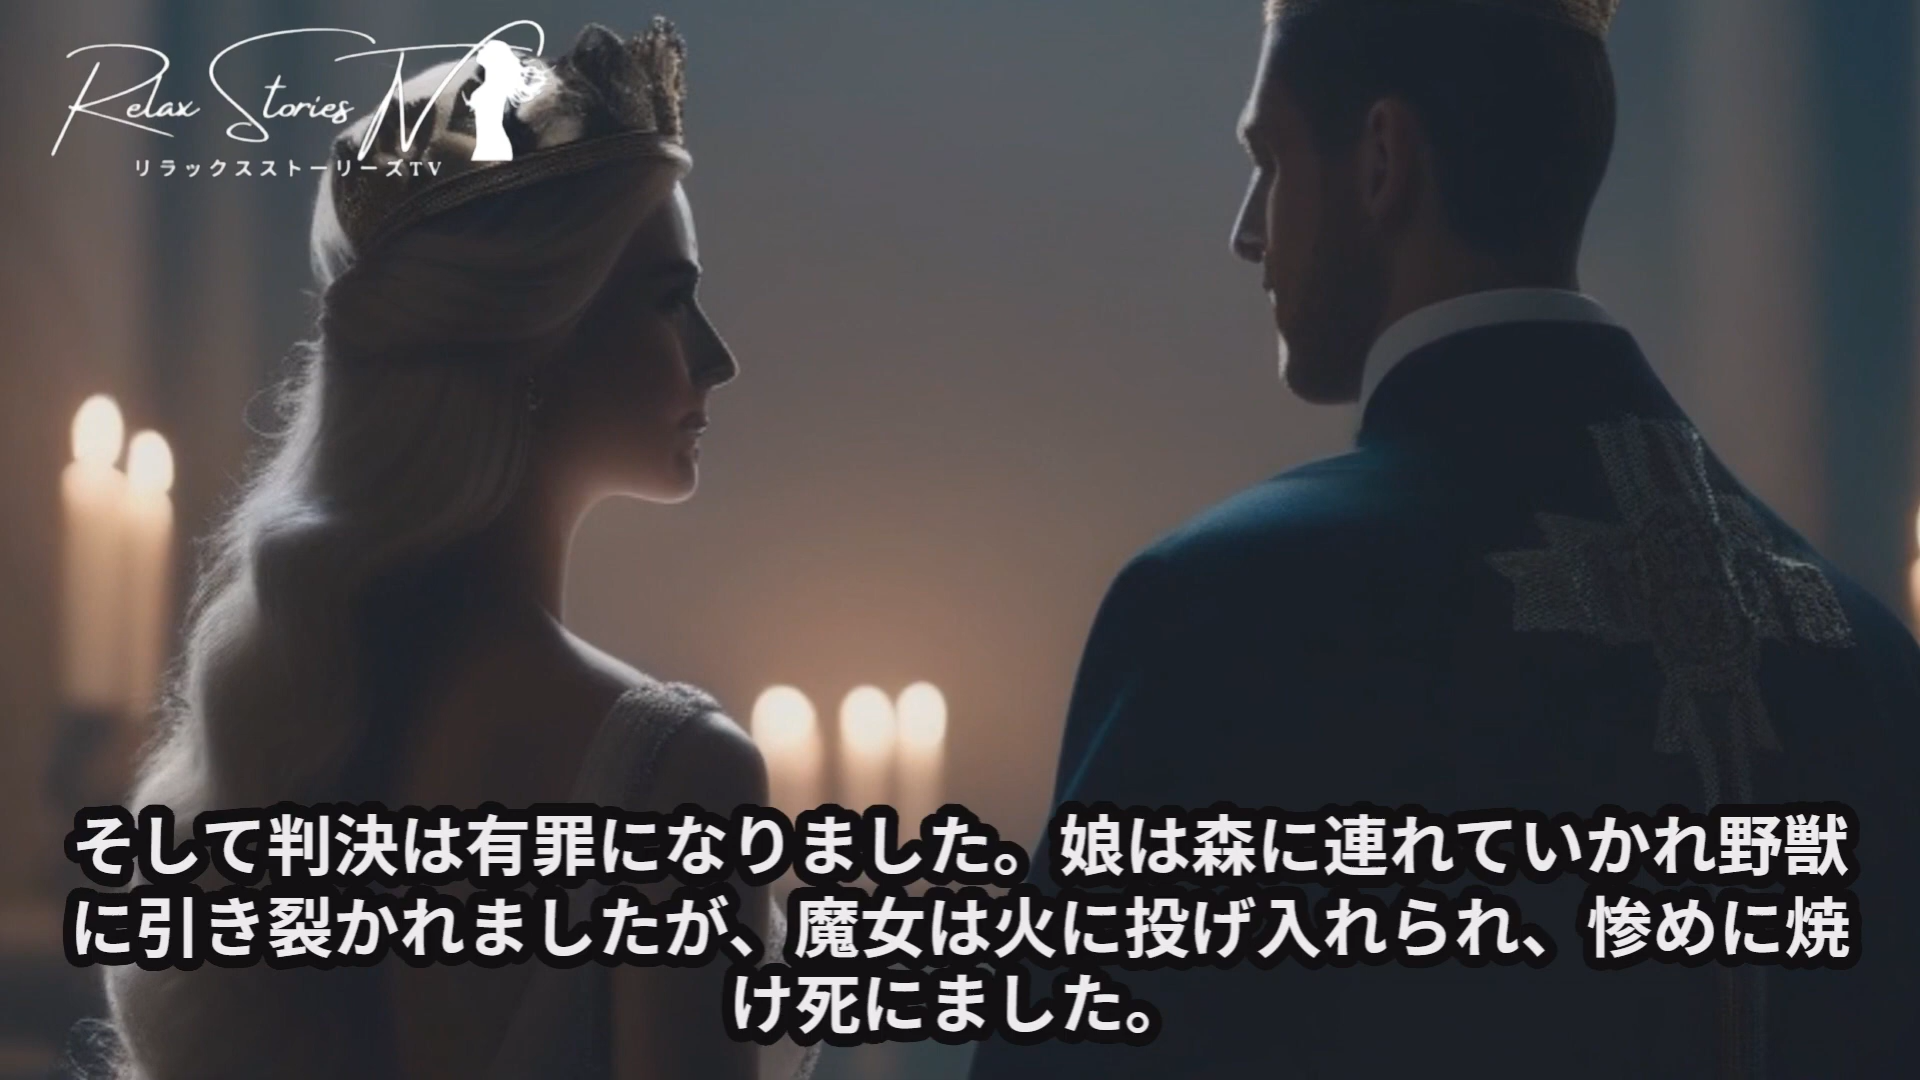 Relax Stories TV
リラックスストーリーズTV
そして判決は有罪になりました。娘は森に連れていかれ野獣
に引き裂かれましたが、魔女は火に投げ入れられ、惨めに焼
け死にました。